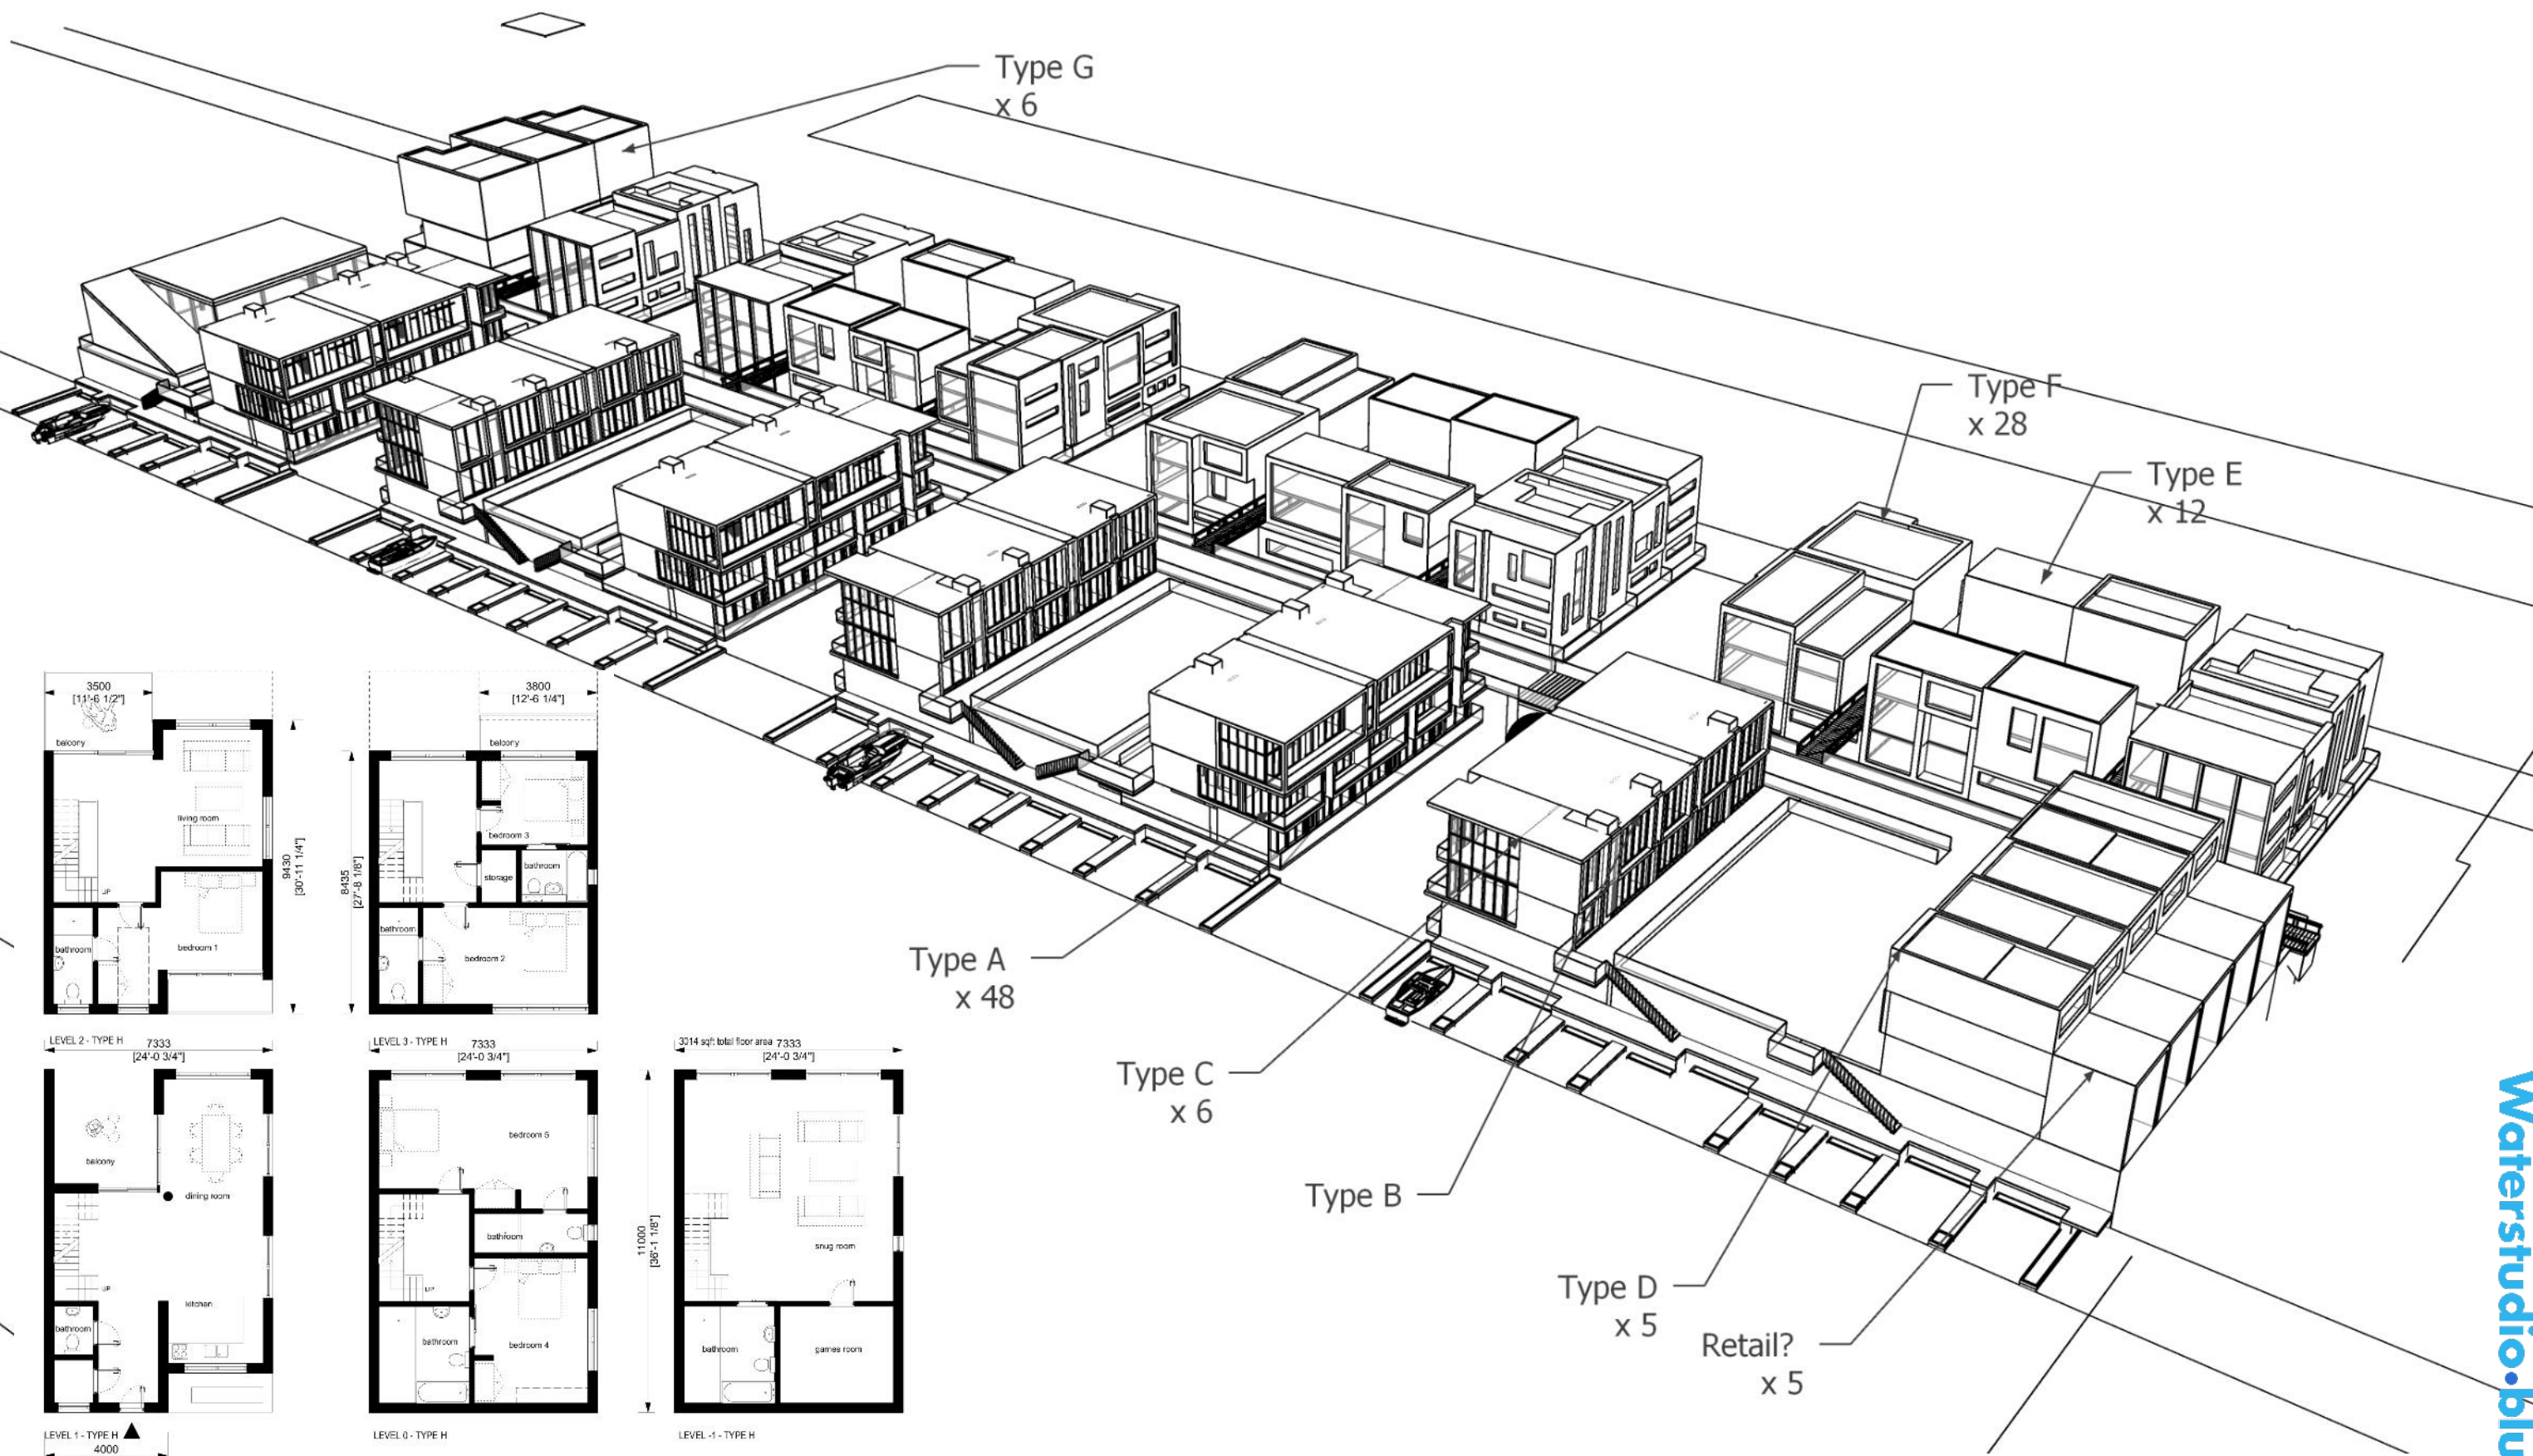 Type G
x 6
Type F
x 28
Type E
x 12
Type A
x 48
Type C
x 6
Type B
Type D
x 5
Retail?
x 5
3500
[11'-6 1/2"]
balcony
living room
UP
bathroom
bedroom 1
9430
[30'-11 1/4"]
LEVEL 2 - TYPE H
3800
[12'-6 1/4"]
balcony
bedroom 3
bathroom
storage
bathroom
bedroom 2
8435
[27'-8 1/8"]
LEVEL 3 - TYPE H
7333
[24'-0 3/4"]
balcony
dining room
UP
kitchen
bathroom
LEVEL 1 - TYPE H
4000
7333
[24'-0 3/4"]
bedroom 5
bathroom
UP
bathroom
bedroom 4
LEVEL 0 - TYPE H
3014 sqft total floor area
7333
[24'-0 3/4"]
11000
[36'-1 1/8"]
snug room
bathroom
games room
LEVEL -1 - TYPE H
Waterstudio•blu